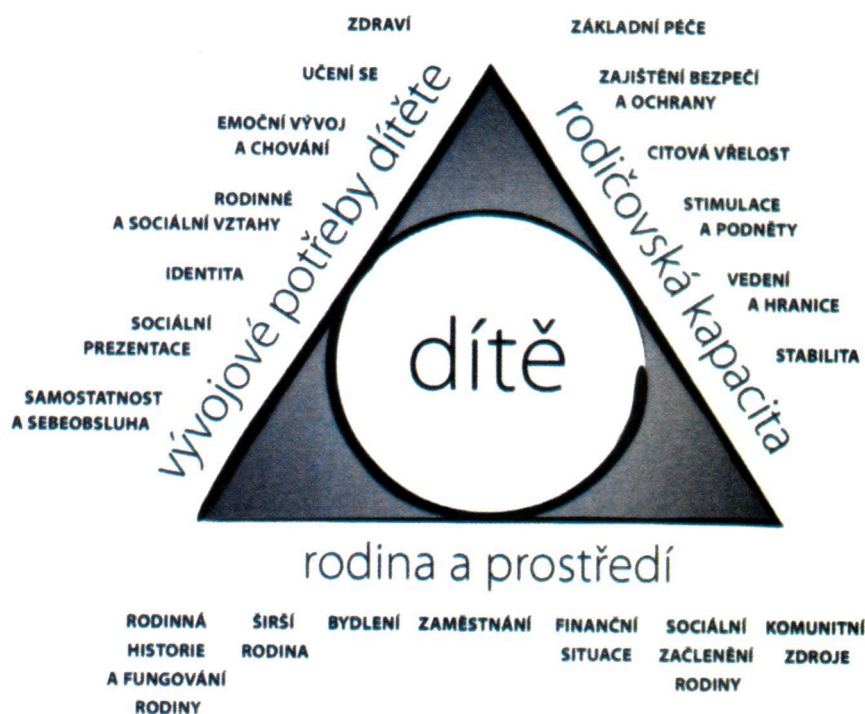 ZDRAVÍ
UČENÍ SE
EMOČNÍ VÝVOJ
A CHOVÁNÍ
RODINNÉ
A SOCIÁLNÍ VZTAHY
IDENTITA
SOCIÁLNÍ
PREZENTACE
SAMOSTATNOST
A SEBEOBSLUHA
vývojové potřeby dítěte
ZÁKLADNÍ PÉČE
ZAJIŠTĚNÍ BEZPEČÍ
A OCHRANY
CITOVÁ VŘELOST
STIMULACE
A PODNĚTY
VEDENÍ
A HRANICE
STABILITA
rodičovská kapacita
dítě
rodina a prostředí
RODINNÁ
HISTORIE
A FUNGOVÁNÍ
RODINY
ŠIRŠÍ
RODINA
BYDLENÍ
ZAMĚSTNÁNÍ
FINANČNÍ
SITUACE
SOCIÁLNÍ
ZAČLENĚNÍ
RODINY
KOMUNITNÍ
ZDROJE